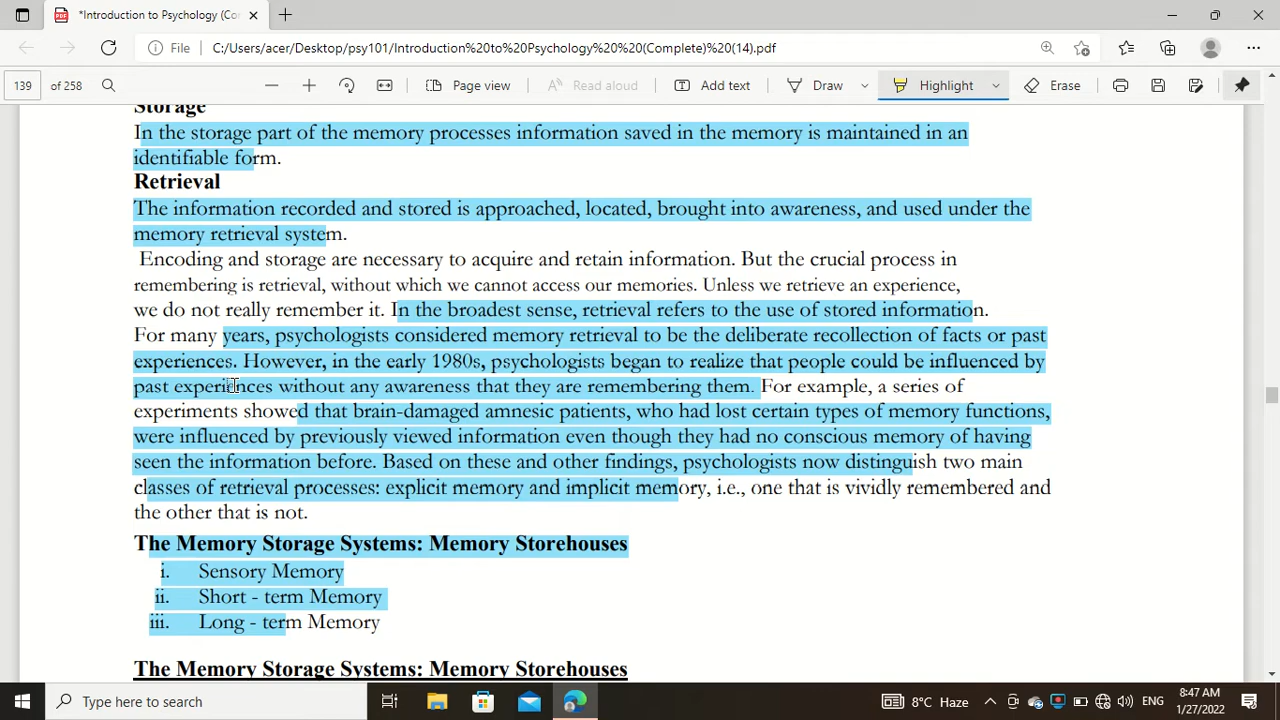 *Introduction to Psychology (Co
File
C:/Users/acer/Desktop/psy101/Introduction%20to%20Psychology%20%20(Complete)%20(14).pdf
139 of 258
Page view
Read aloud
Add text
Draw
Highlight
Erase
Storage
In the storage part of the memory processes information saved in the memory is maintained in an
identifiable form.
Retrieval
The information recorded and stored is approached, located, brought into awareness, and used under the
memory retrieval system.
Encoding and storage are necessary to acquire and retain information. But the crucial process in
remembering is retrieval, without which we cannot access our memories. Unless we retrieve an experience,
we do not really remember it. In the broadest sense, retrieval refers to the use of stored information.
For many years, psychologists considered memory retrieval to be the deliberate recollection of facts or past
experiences. However, in the early 1980s, psychologists began to realize that people could be influenced by
past experiences without any awareness that they are remembering them. For example, a series of
experiments showed that brain-damaged amnesic patients, who had lost certain types of memory functions,
were influenced by previously viewed information even though they had no conscious memory of having
seen the information before. Based on these and other findings, psychologists now distinguish two main
classes of retrieval processes: explicit memory and implicit memory, i.e., one that is vividly remembered and
the other that is not.
The Memory Storage Systems: Memory Storehouses
i. Sensory Memory
ii. Short - term Memory
iii. Long - term Memory
The Memory Storage Systems: Memory Storehouses
Type here to search
8°C Haze
ENG
8:47 AM
1/27/2022